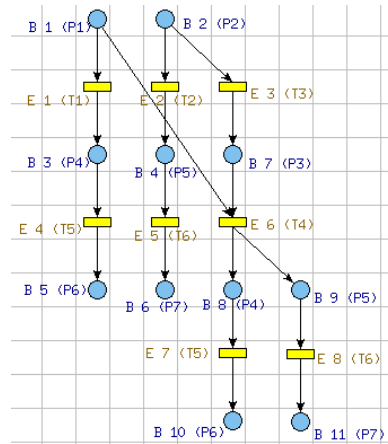 B 1 (P1)
B 2 (P2)
E 1 (T1)
E 2 (T2)
E 3 (T3)
B 3 (P4)
B 4 (P5)
B 7 (P3)
E 4 (T5)
E 5 (T6)
E 6 (T4)
B 5 (P6)
B 6 (P7)
B 8 (P4)
B 9 (P5)
E 7 (T5)
E 8 (T6)
B 10 (P6)
B 11 (P7)